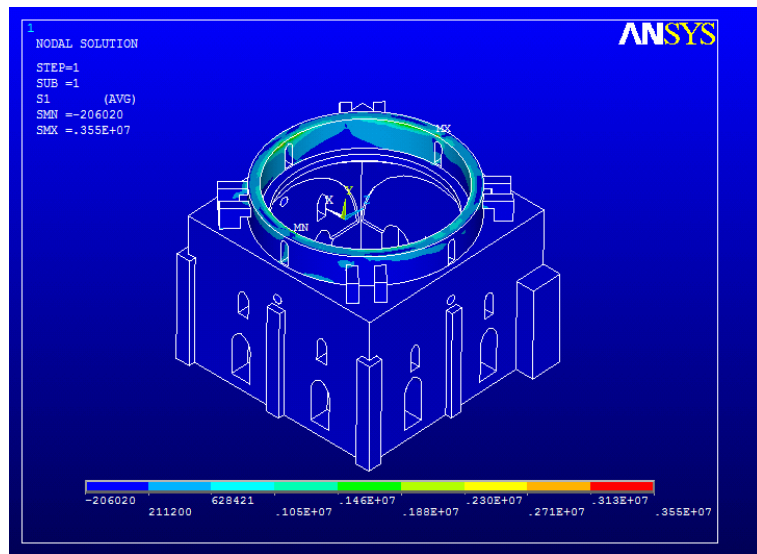 1
ANSYS
NODAL SOLUTION
STEP=1
SUB =1
S1 (AVG)
SMN =-206020
SMX =.355E+07
MX
Y
X
MN
-206020 628421 .146E+07 .230E+07 .313E+07
211200 .105E+07 .188E+07 .271E+07 .355E+07